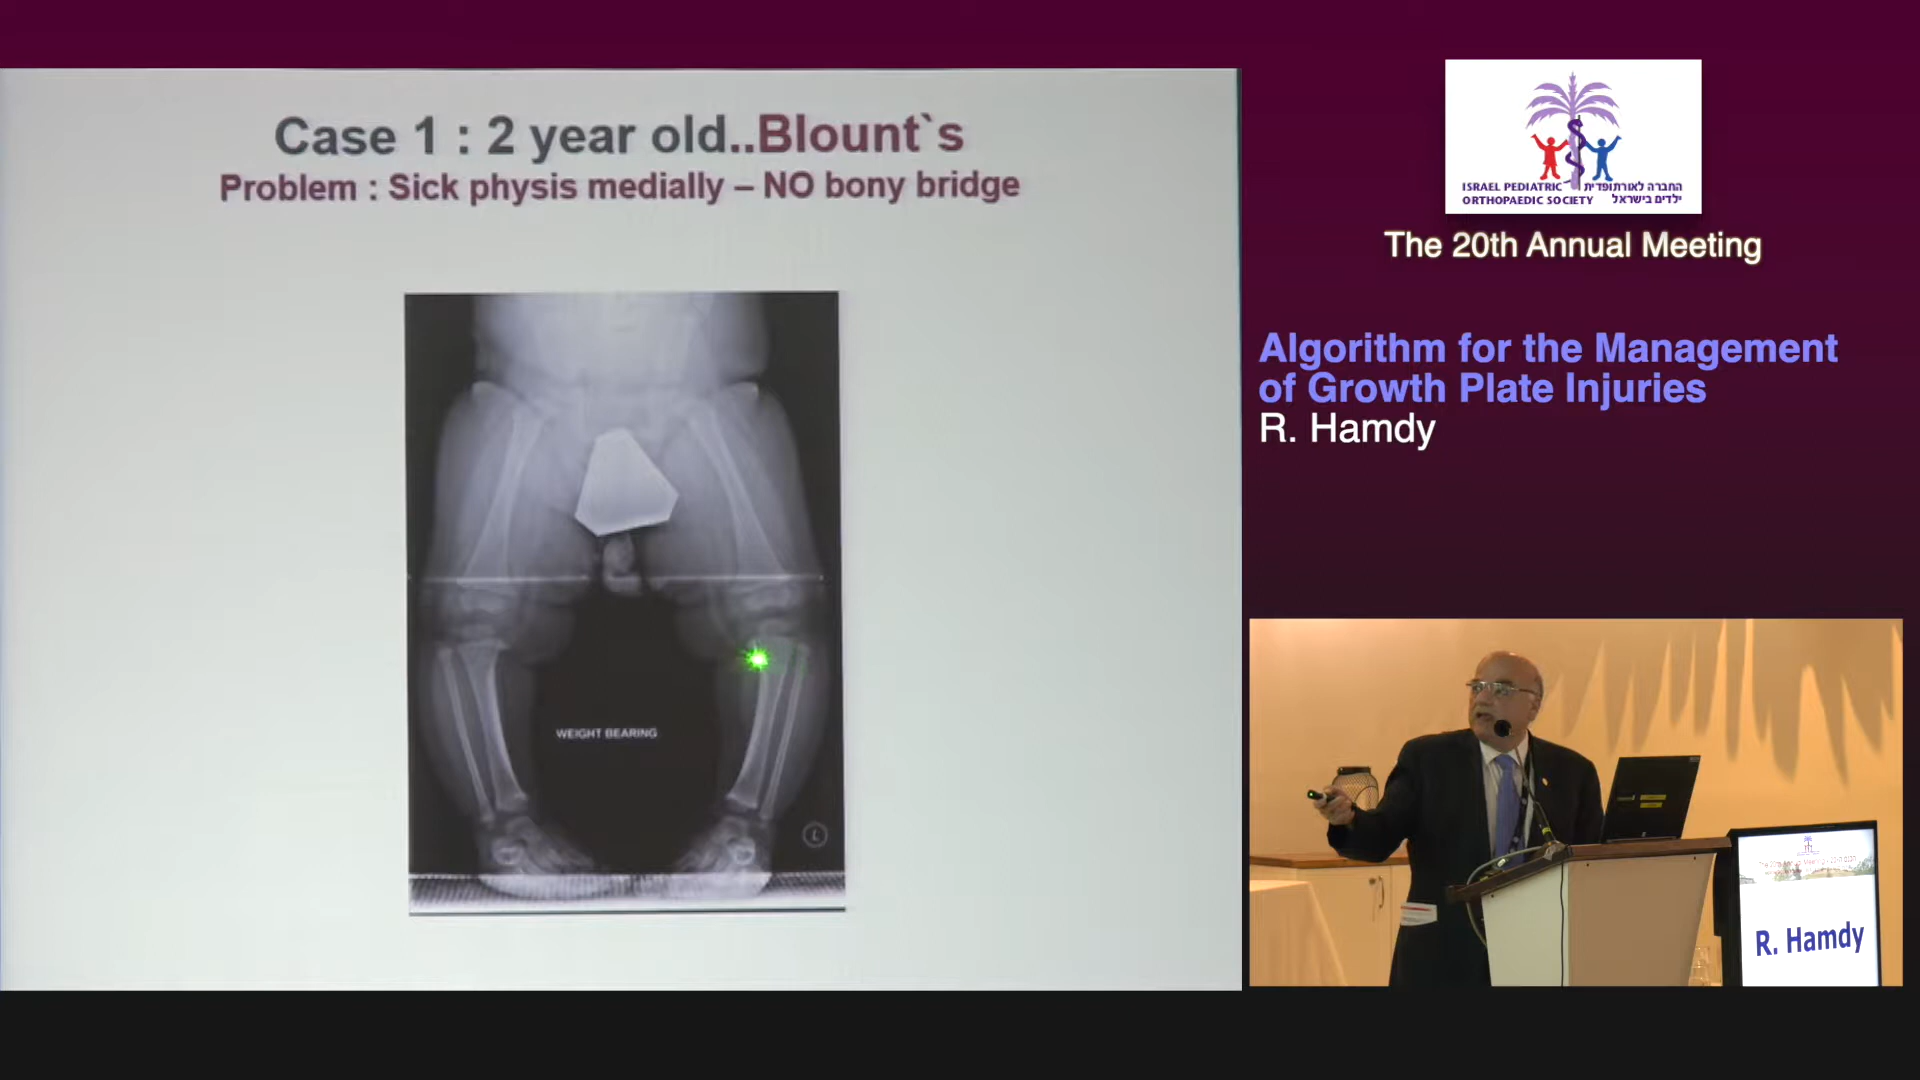 Case 1 : 2 year old..Blount`s
Problem : Sick physis medially – NO bony bridge
WEIGHT BEARING
L
ISRAEL PEDIATRIC
ORTHOPAEDIC SOCIETY
החברה לאורתופדית
ילדים בישראל
The 20th Annual Meeting
Algorithm for the Management
of Growth Plate Injuries
R. Hamdy
R. Hamdy